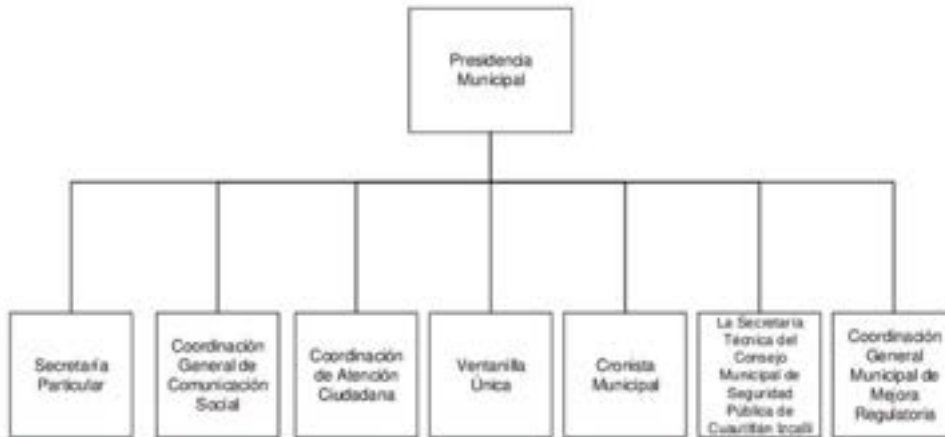 Presidencia
Municipal
Secretaría
Particular
Coordinación
General de
Comunicación
Social
Coordinación
de Atención
Ciudadana
Ventanilla
Única
Cronista
Municipal
La Secretaría
Técnica del
Consejo
Municipal de
Seguridad
Pública de
Cuautitlán Izcalli
Coordinación
General
Municipal de
Mejora
Regulatoria